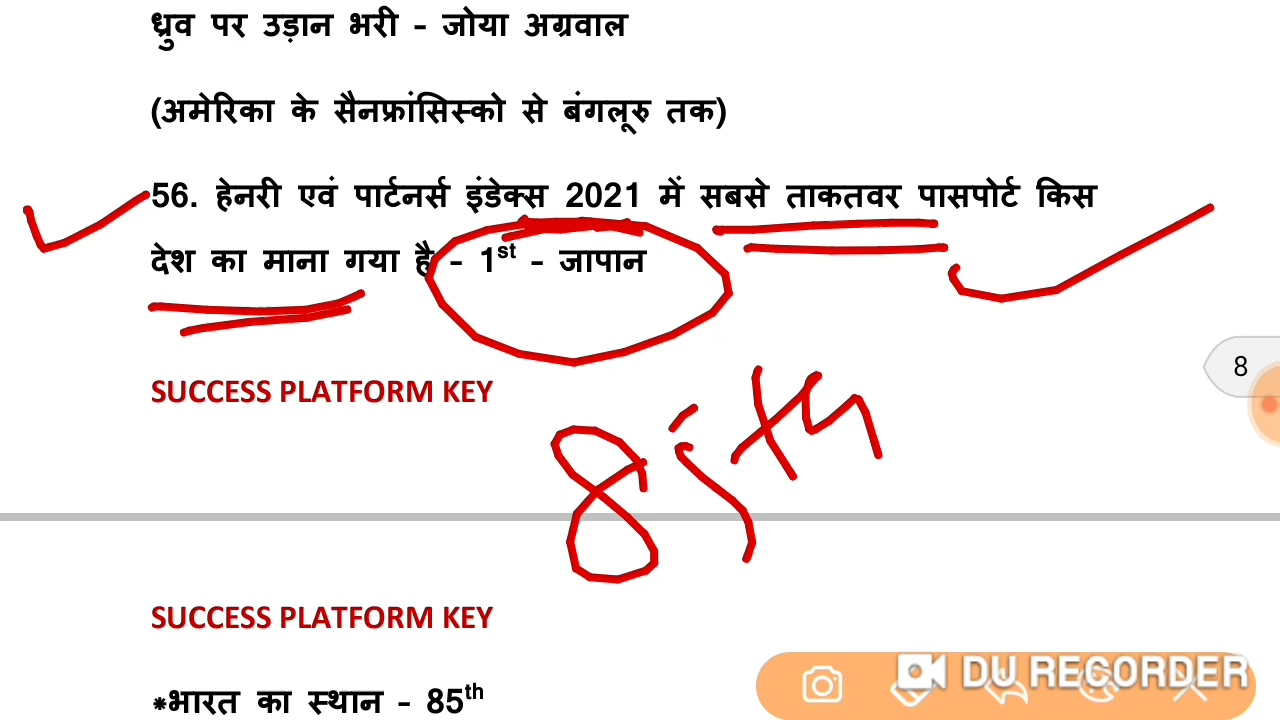 ध्रुव पर उड़ान भरी – जोया अग्रवाल
(अमेरिका के सैनफ्रांसिस्को से बंगलूरु तक)
56. हेनरी एवं पार्टनर्स इंडेक्स 2021 में सबसे ताकतवर पासपोर्ट किस
देश का माना गया है – 1st – जापान
SUCCESS PLATFORM KEY
8
85th
SUCCESS PLATFORM KEY
*भारत का स्थान – 85th
DU RECORDER